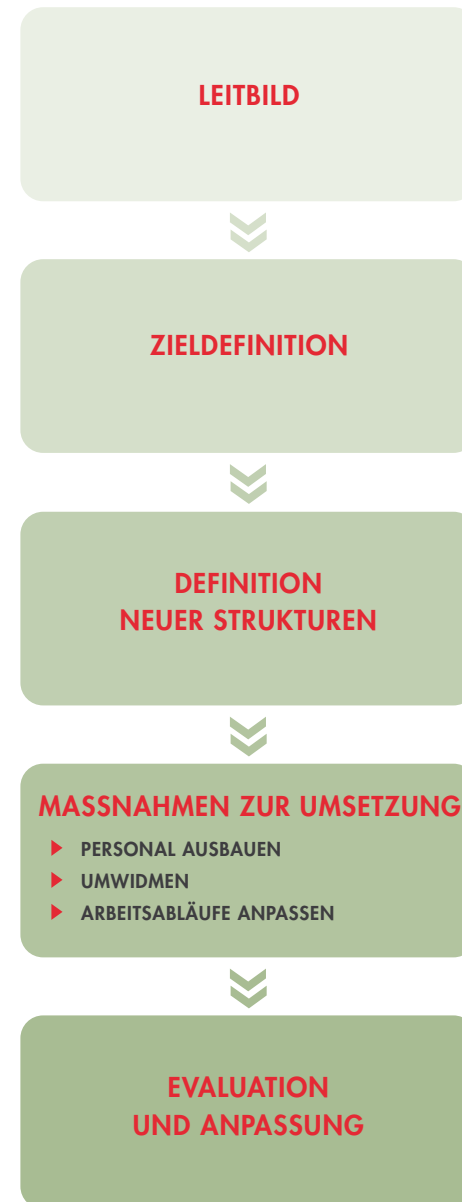 LEITBILD
ZIELDEFINITION
DEFINITION
NEUER STRUKTUREN
MASSNAHMEN ZUR UMSETZUNG
PERSONAL AUSBAUEN
UMWIDMEN
ARBEITSABLÄUFE ANPASSEN
EVALUATION
UND ANPASSUNG